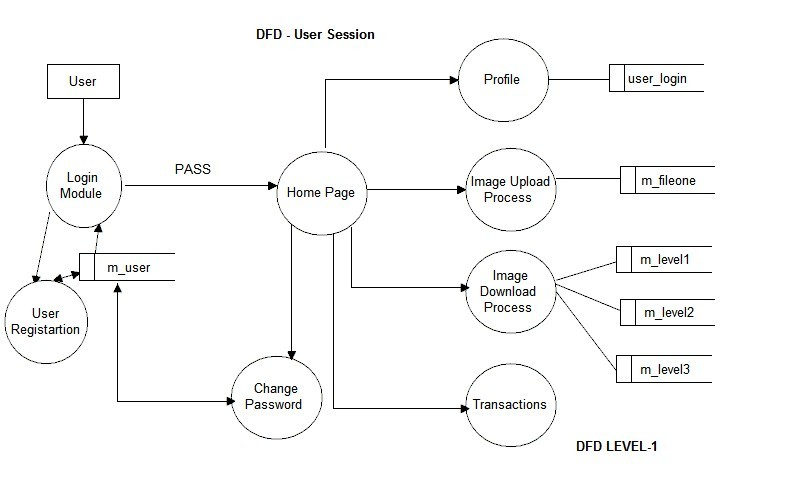 DFD - User Session
User
Profile
user_login
Login
Module
PASS
Home Page
Image Upload
Process
m_fileone
m_user
Image
Download
Process
m_level1
m_level2
m_level3
User
Registartion
Change
Password
Transactions
DFD LEVEL-1